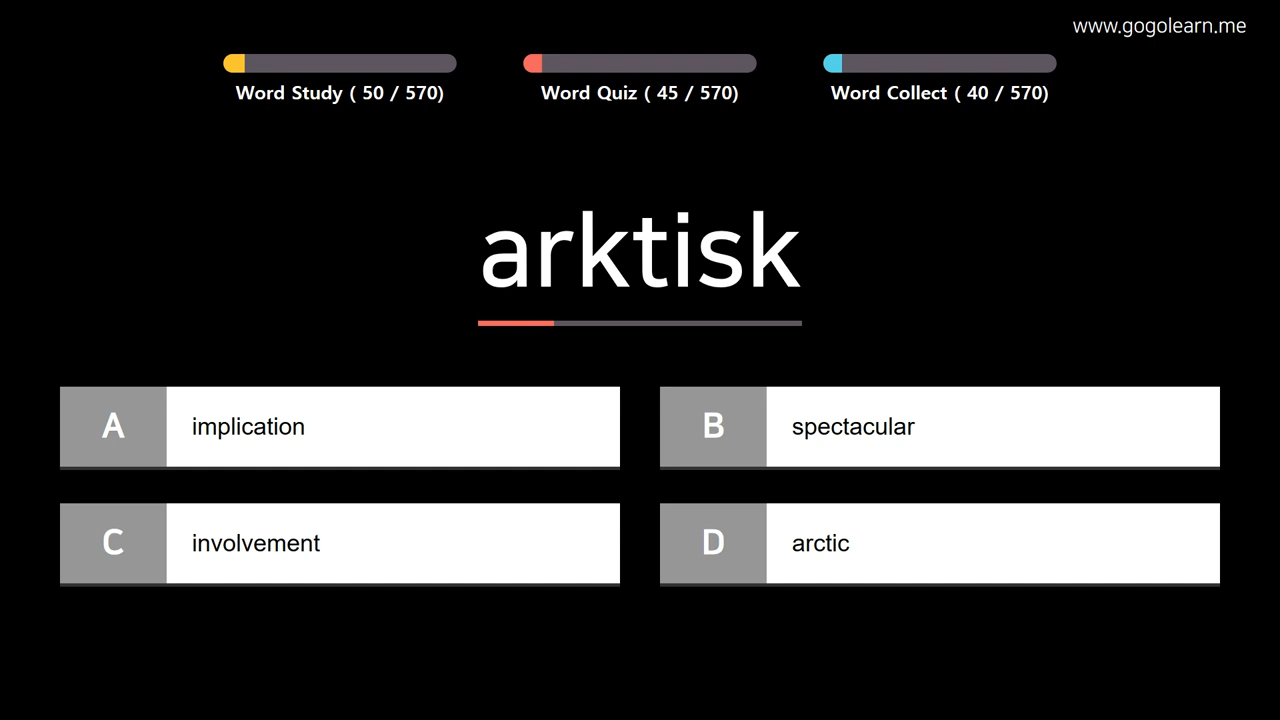 www.gogolearn.me
Word Study ( 50 / 570)
Word Quiz ( 45 / 570)
Word Collect ( 40 / 570)
arktisk
A
implication
B
spectacular
C
involvement
D
arctic